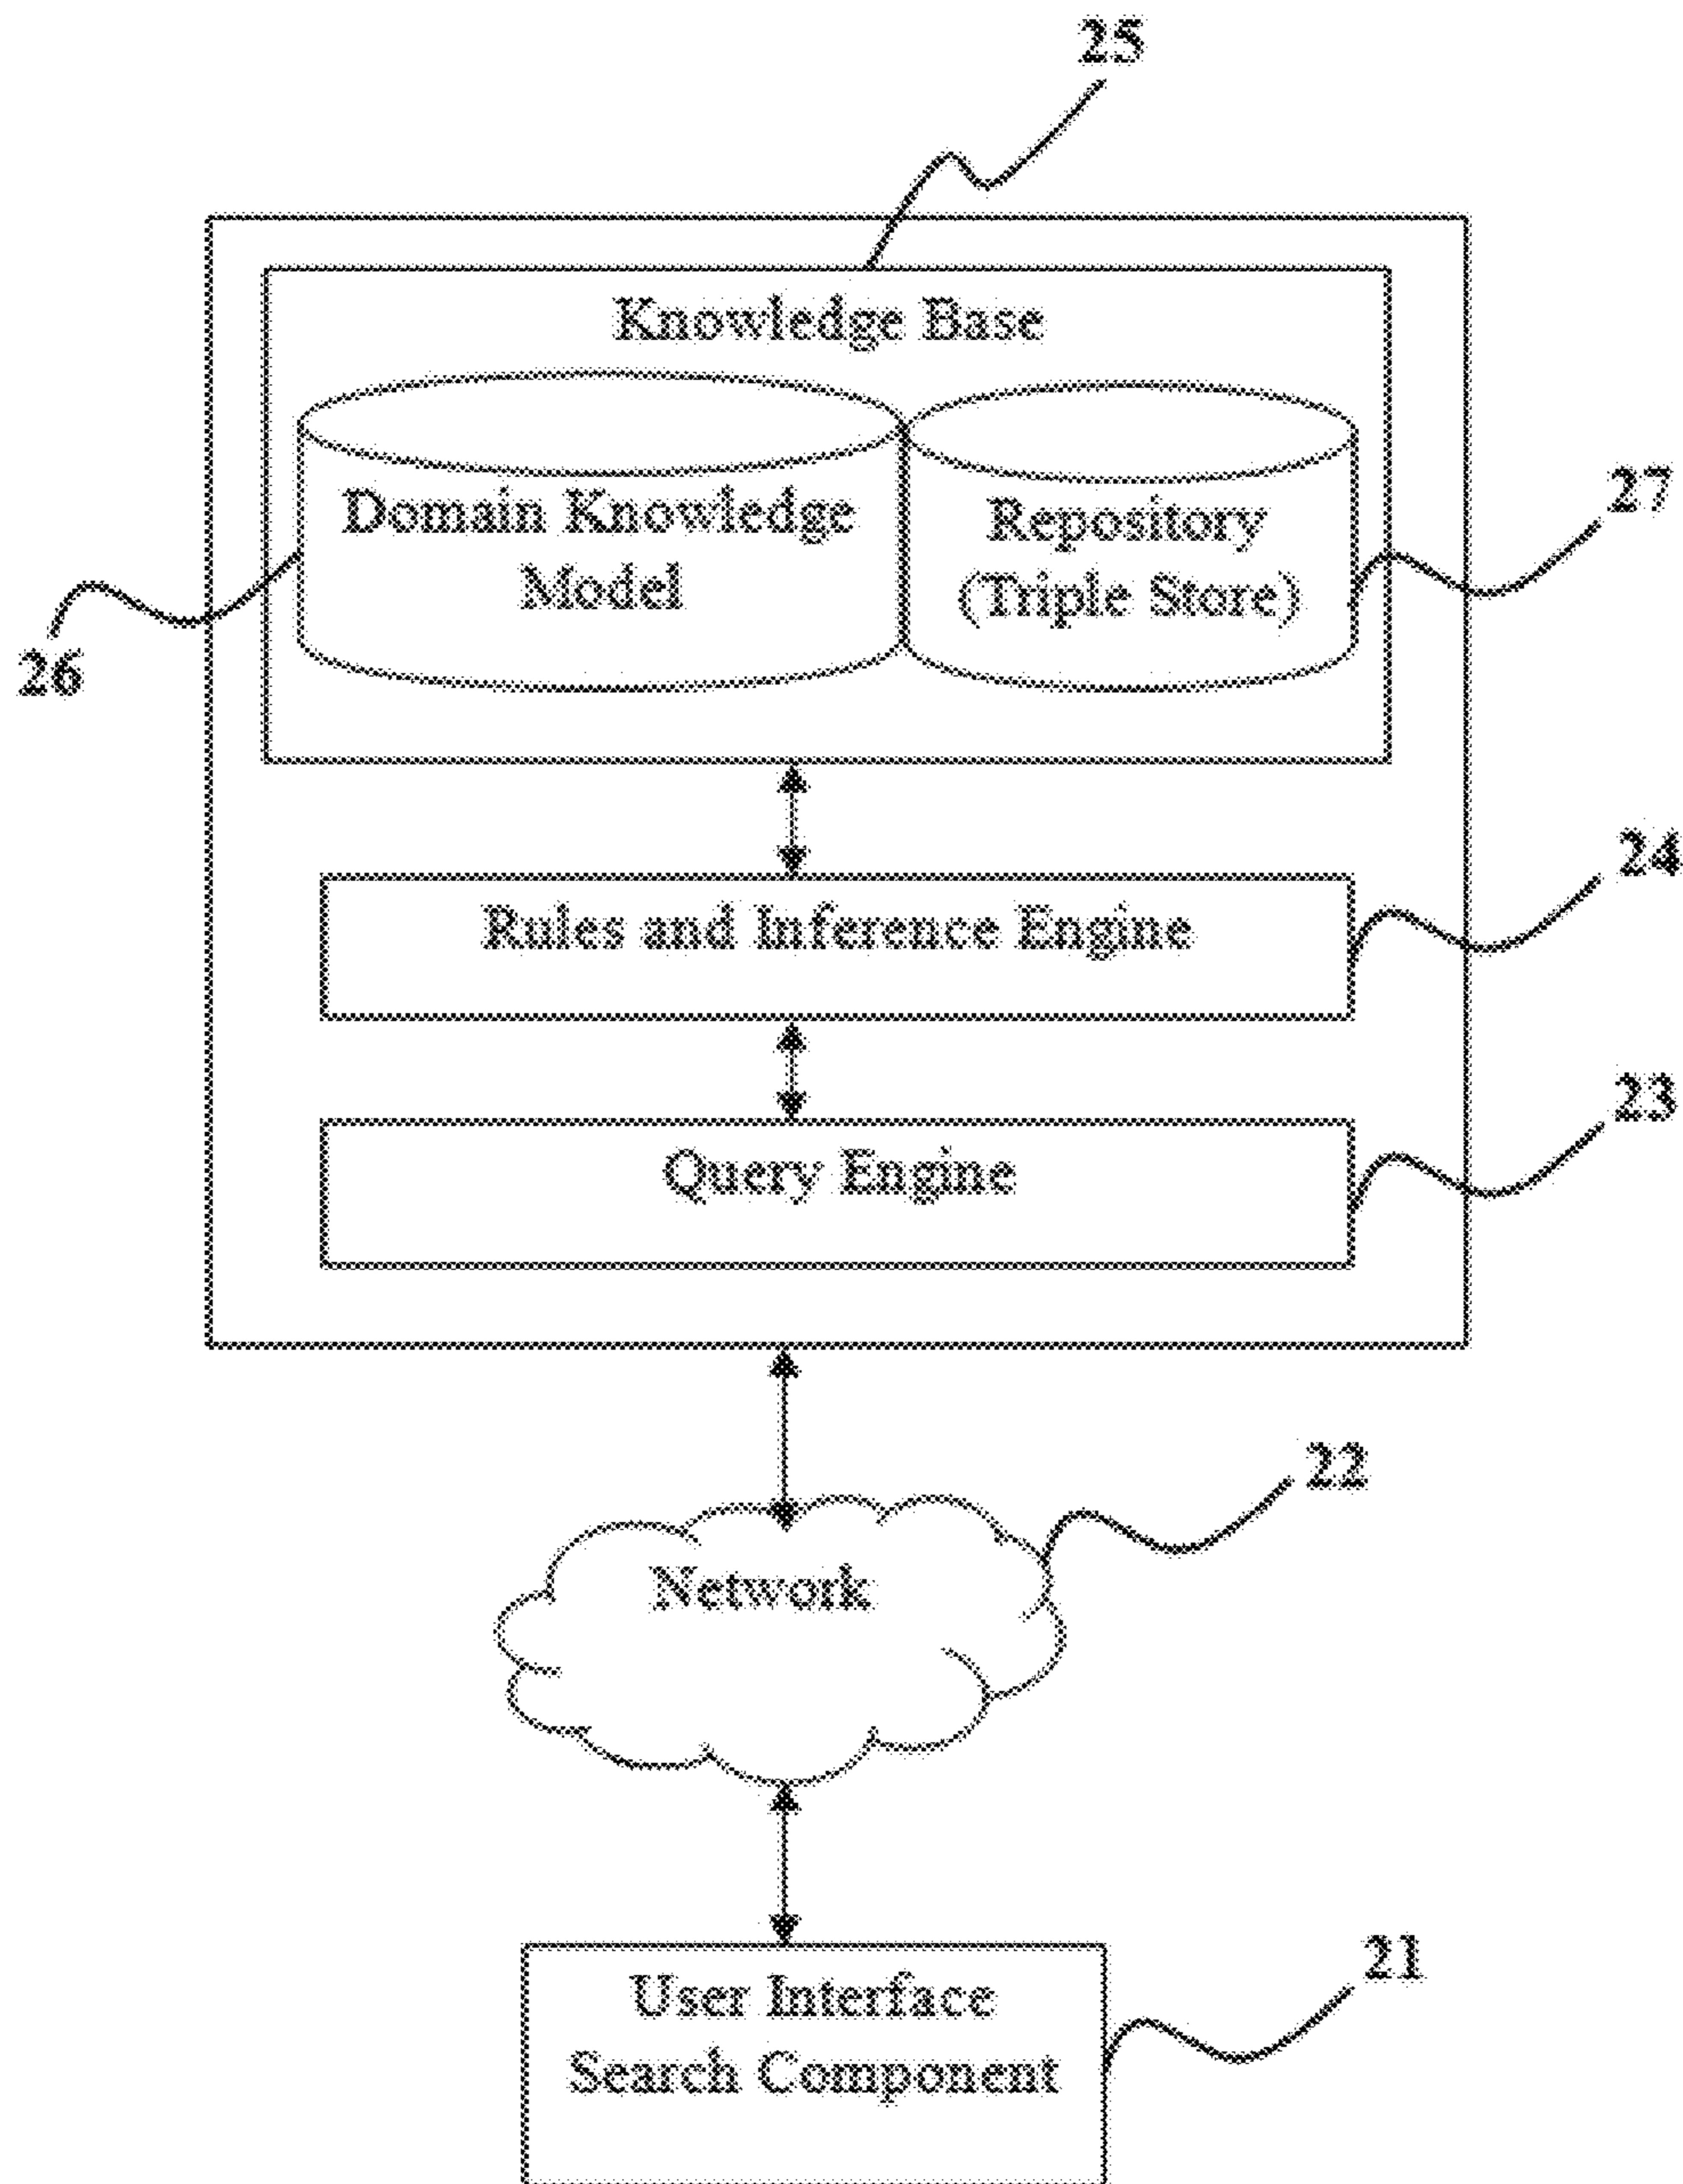 25
Knowledge Base
Domain Knowledge
Model
Repository
(Triple Store)
27
26
24
Rules and Inference Engine
23
Query Engine
22
Network
21
User Interface
Search Component